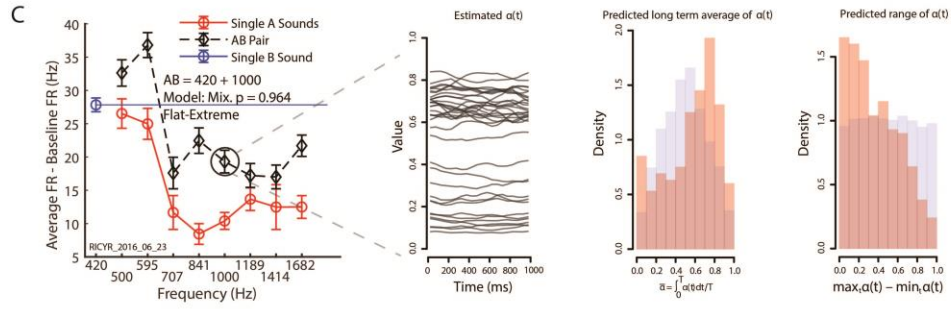 C
Single A Sounds
AB Pair
Single B Sound
AB = 420 + 1000
Model: Mix. p = 0.964
Flat-Extreme
Average FR - Baseline FR (Hz)
40
35
30
25
20
15
10
5
RICYR_2016_06_23
420 595 841 1189 1682
500 707 1000 1414
Frequency (Hz)
Estimated α(t)
Value
1.0
0.8
0.6
0.4
0.2
0.0
0 200 400 600 800 1000
Time (ms)
Predicted long term average of α(t)
Density
2.0
1.5
1.0
0.5
0.0
0.0 0.2 0.4 0.6 0.8 1.0
ᾱ = ∫₀ᵀ α(t)dt/T
Predicted range of α(t)
Density
1.5
1.0
0.5
0.0
0.0 0.2 0.4 0.6 0.8 1.0
maxₜα(t) − minₜα(t)